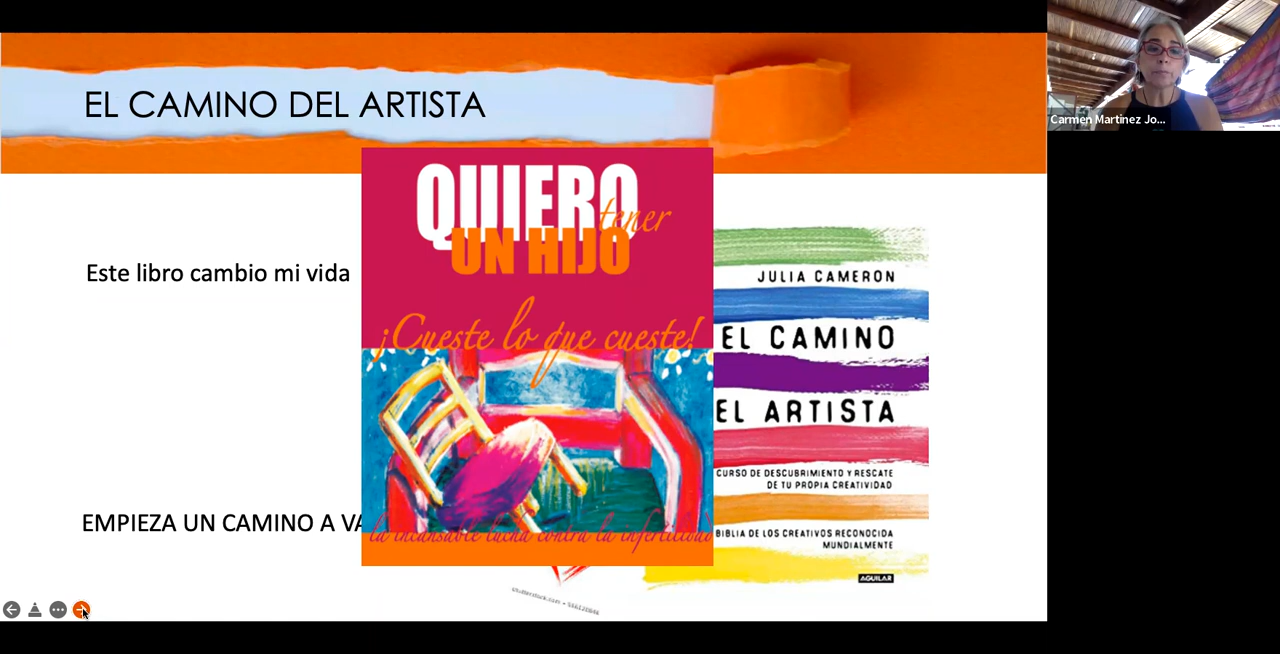 EL CAMINO DEL ARTISTA
Carmen Martínez Jo...
Este libro cambio mi vida
QUIERO
tener
UN HIJO
¡Cueste lo que cueste!
la incansable lucha contra la infertilidad
JULIA CAMERON
EL CAMINO
EL ARTISTA
CURSO DE DESCUBRIMIENTO Y RESCATE
DE TU PROPIA CREATIVIDAD
BIBLIA DE LOS CREATIVOS RECONOCIDA
MUNDIALMENTE
AGUILAR
EMPIEZA UN CAMINO A VA